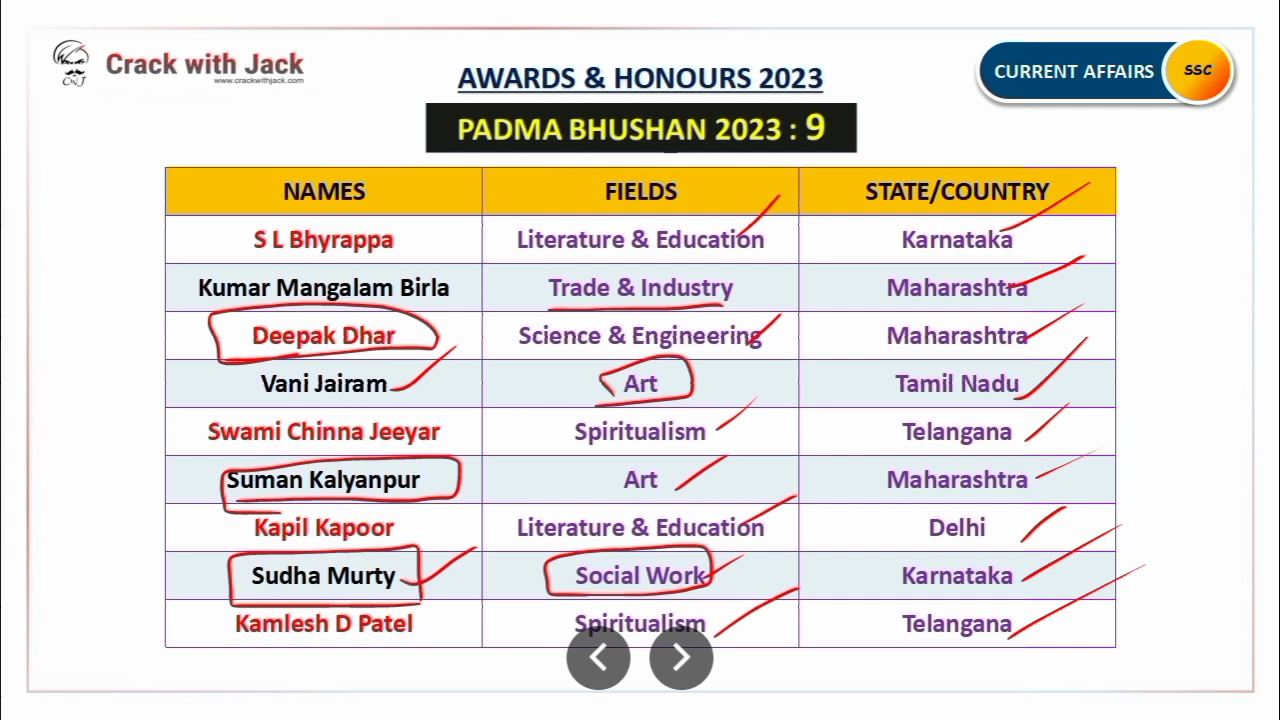 Crack with Jack
www.crackwithjack.com
CWJ
AWARDS & HONOURS 2023
CURRENT AFFAIRS SSC
PADMA BHUSHAN 2023 : 9
NAMES FIELDS STATE/COUNTRY
S L Bhyrappa Literature & Education Karnataka
Kumar Mangalam Birla Trade & Industry Maharashtra
Deepak Dhar Science & Engineering Maharashtra
Vani Jairam Art Tamil Nadu
Swami Chinna Jeeyar Spiritualism Telangana
Suman Kalyanpur Art Maharashtra
Kapil Kapoor Literature & Education Delhi
Sudha Murty Social Work Karnataka
Kamlesh D Patel Spiritualism Telangana